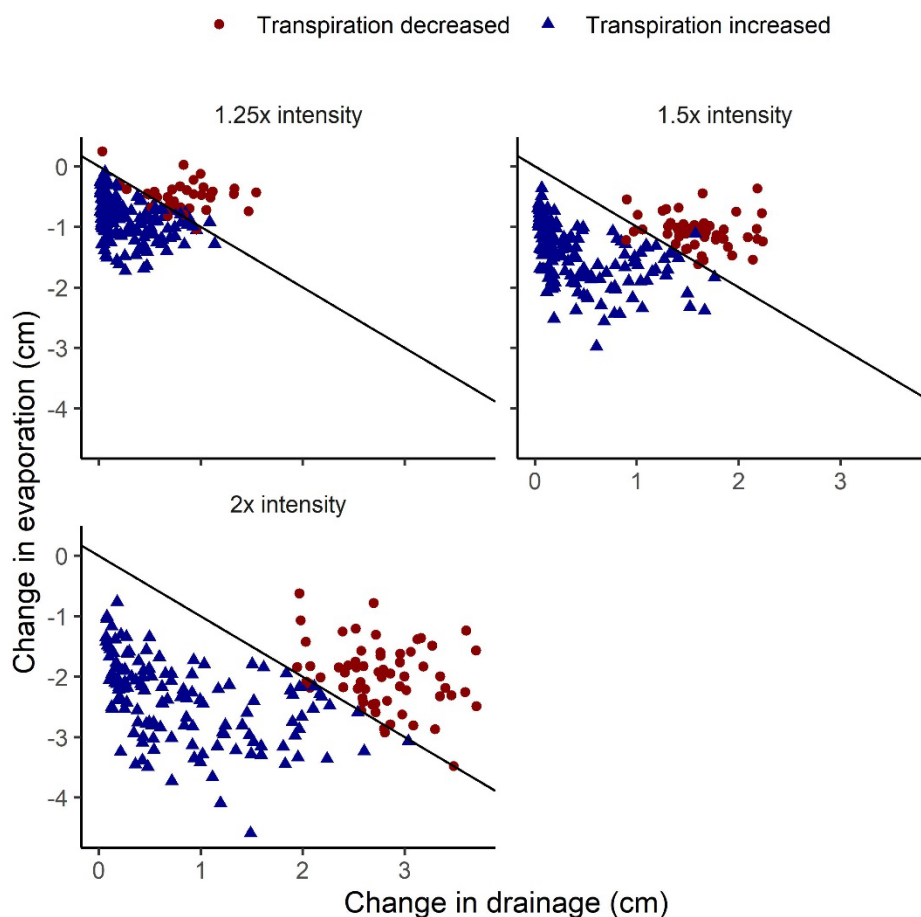 Transpiration decreased Transpiration increased
1.25x intensity
1.5x intensity
0
-1
-2
-3
-4
0 1 2 3
2x intensity
0
-1
-2
-3
-4
0 1 2 3
Change in evaporation (cm)
Change in drainage (cm)